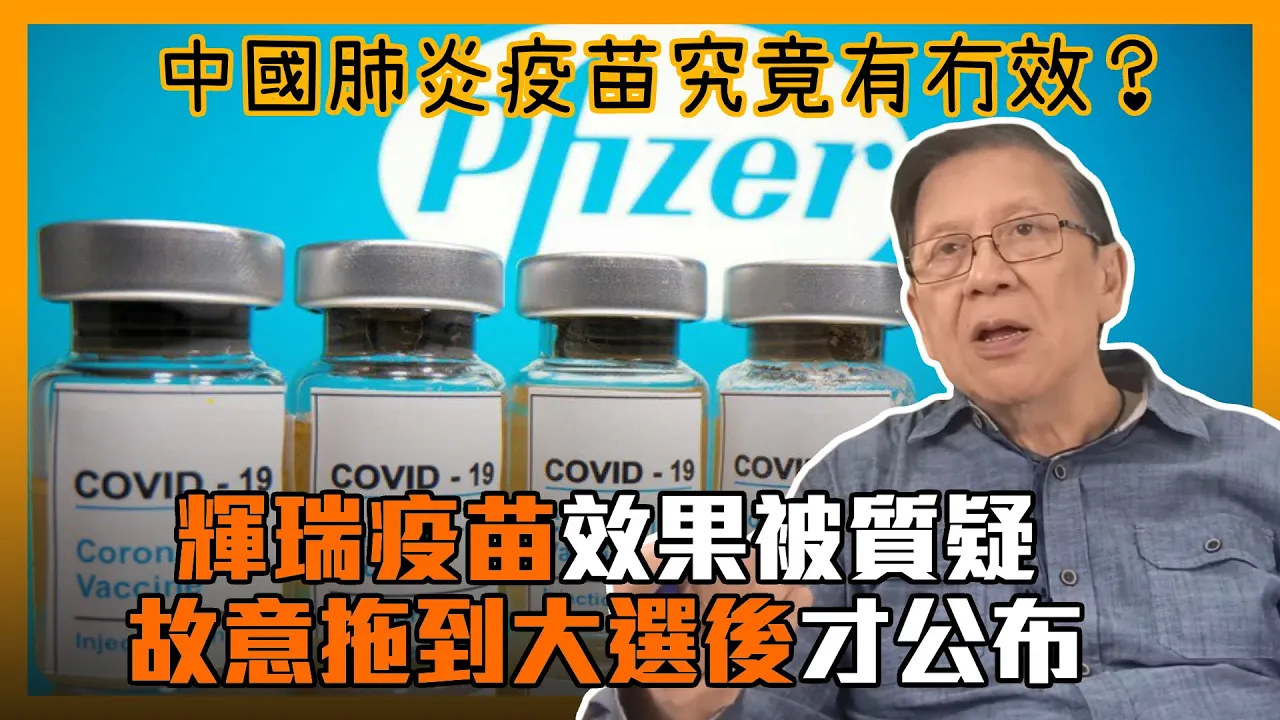 中國肺炎疫苗究竟有冇效？
Pfizer
COVID - 19
Coron
Vaccine
COVID - 19
COVID - 19
COVID - 19
輝瑞疫苗效果被質疑
故意拖到大選後才公布